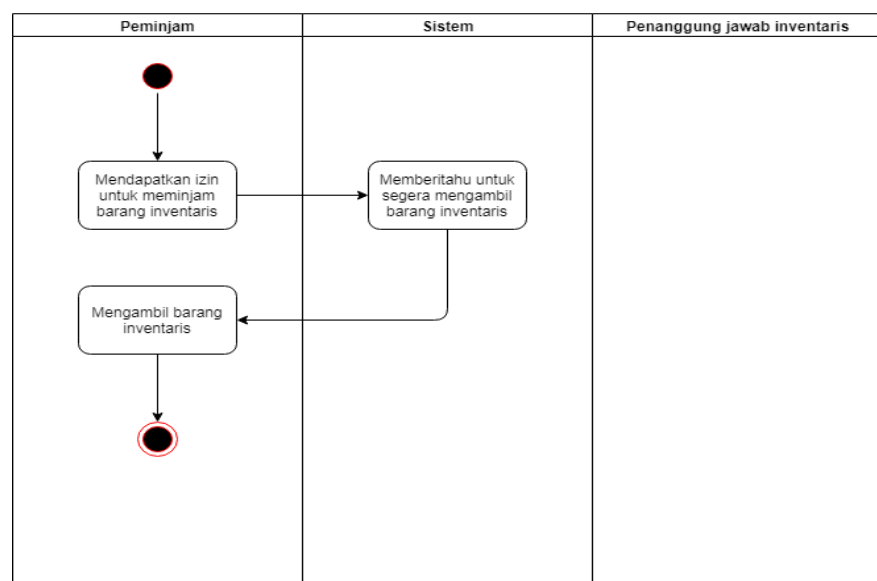 Peminjam
Sistem
Penanggung jawab inventaris
Mendapatkan izin
untuk meminjam
barang inventaris
Memberitahu untuk
segera mengambil
barang inventaris
Mengambil barang
inventaris